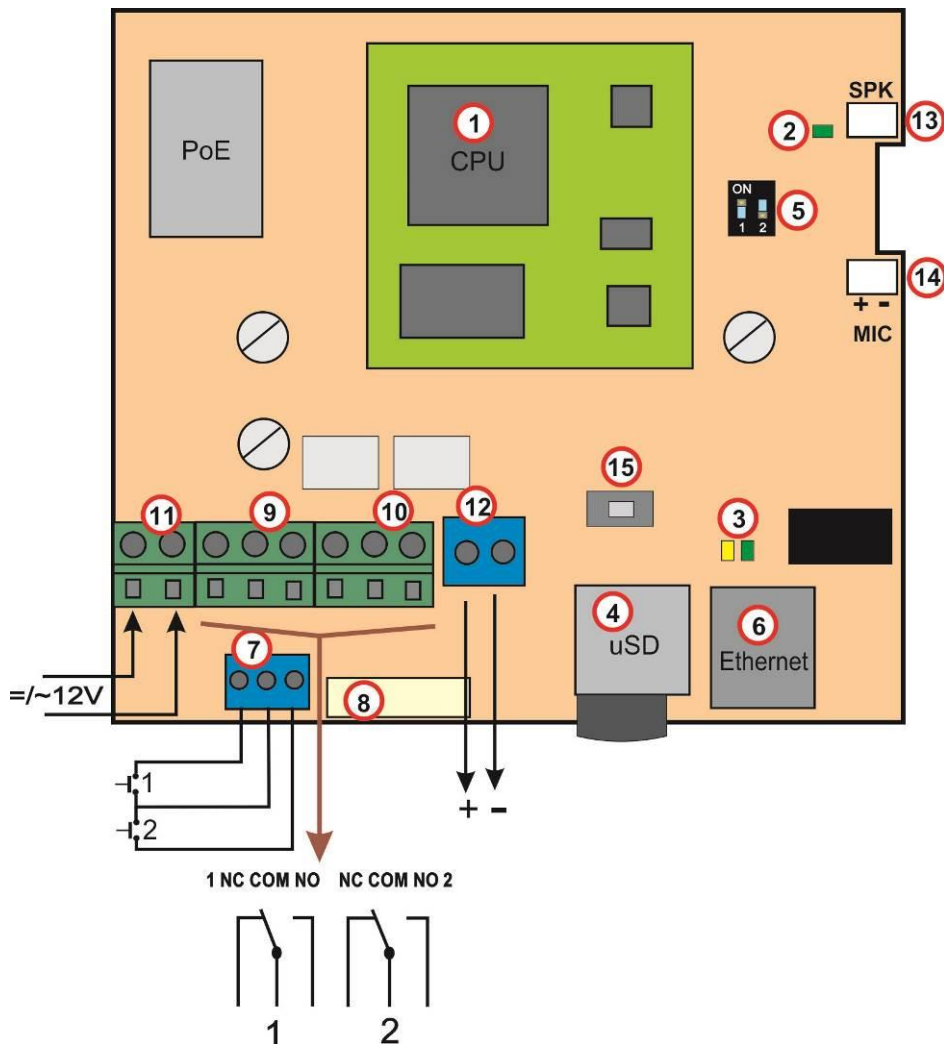 SPK
13
2
1
CPU
PoE
ON
1 2
5
14
+ -
MIC
15
11
9
10
12
3
4
uSD
6
Ethernet
7
=/~12V
8
1
2
+ -
1 NC COM NO NC COM NO 2
1 2